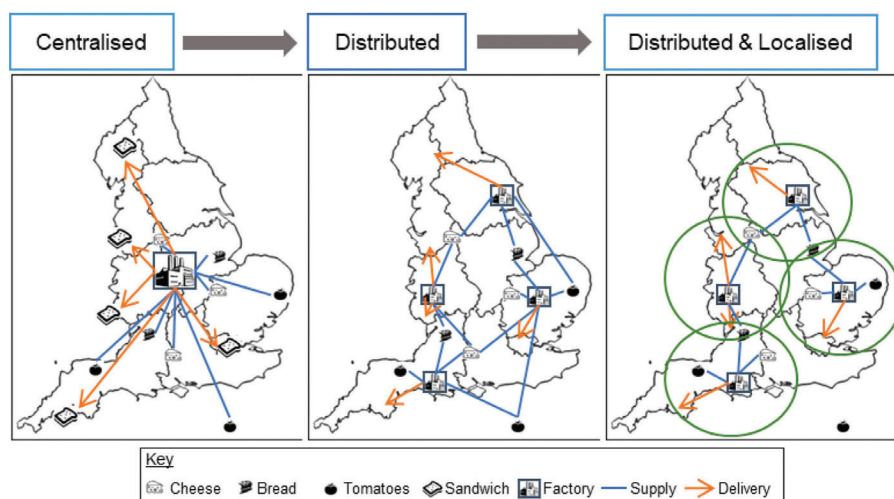 Centralised
Distributed
Distributed & Localised
Key
Cheese Bread Tomatoes Sandwich Factory Supply Delivery